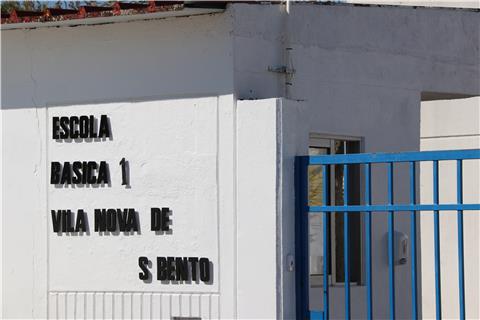 ESCOLA
BASICA 1
VILA NOVA DE
S BENTO